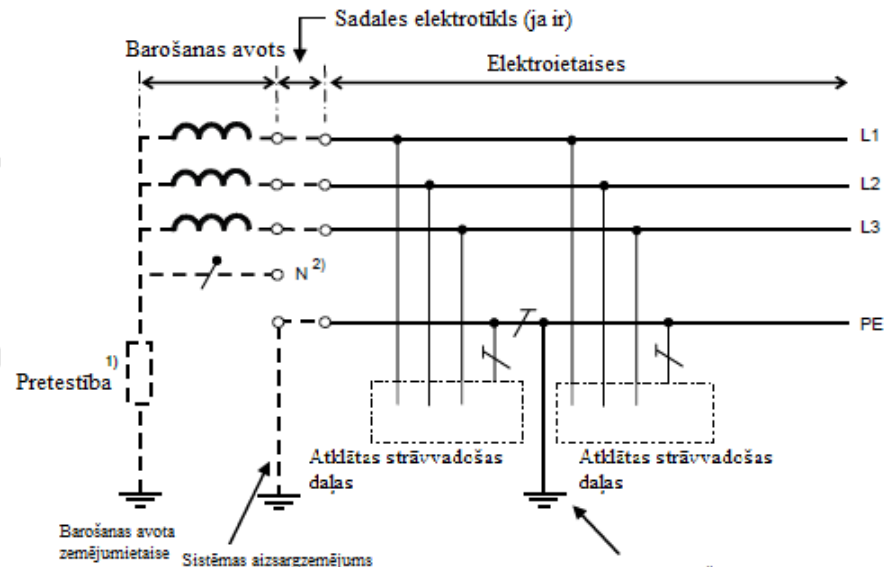 Sadales elektrotīkls (ja ir)
Barošanas avots
Elektroietaises
L1
L2
L3
N 2)
PE
1)
Pretestība
Atklātas strāvvadošas
daļas
Atklātas strāvvadošas
daļas
Barošanas avota
zemējumietaise
Sistēmas aizsargzemējums